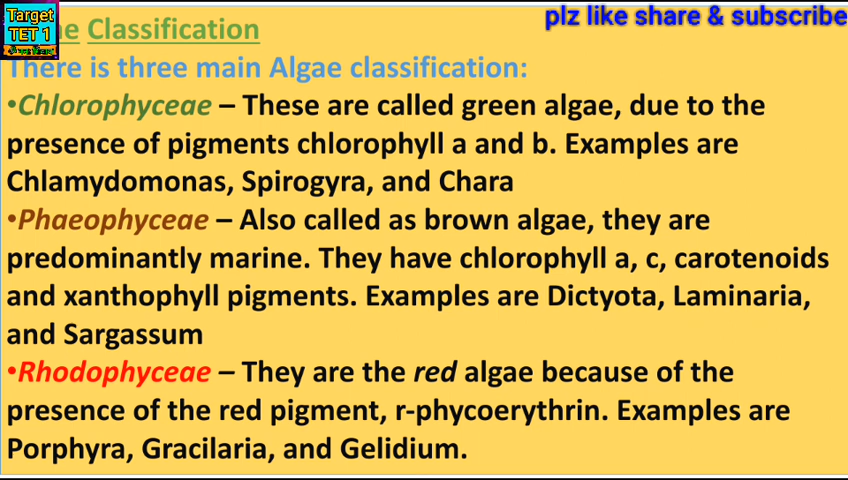 Target
TET 1
plz like share & subscribe
Classification
There is three main Algae classification:
•Chlorophyceae – These are called green algae, due to the
presence of pigments chlorophyll a and b. Examples are
Chlamydomonas, Spirogyra, and Chara
•Phaeophyceae – Also called as brown algae, they are
predominantly marine. They have chlorophyll a, c, carotenoids
and xanthophyll pigments. Examples are Dictyota, Laminaria,
and Sargassum
•Rhodophyceae – They are the red algae because of the
presence of the red pigment, r-phycoerythrin. Examples are
Porphyra, Gracilaria, and Gelidium.